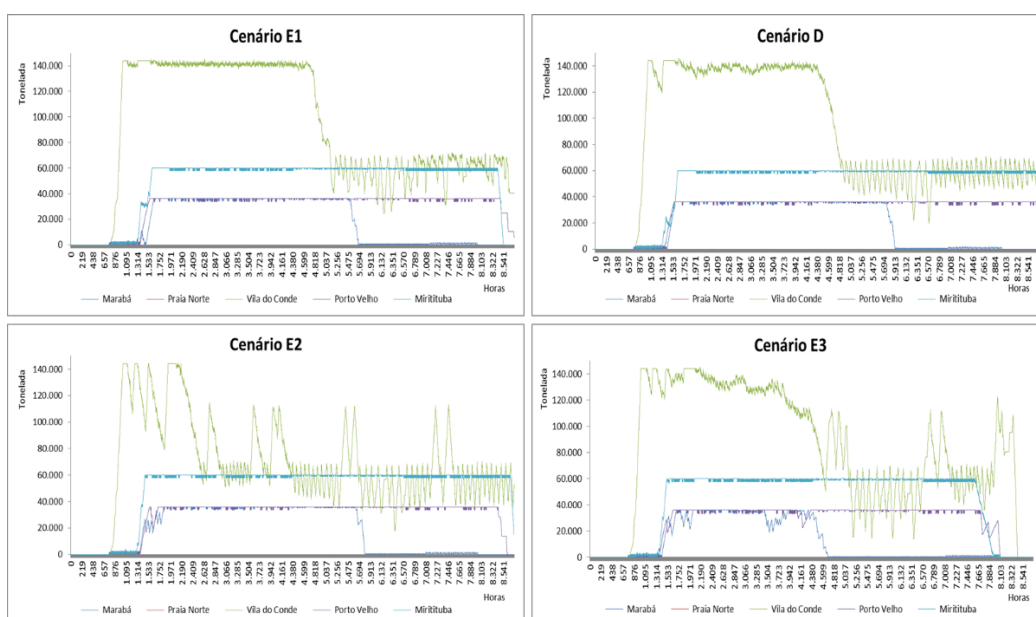 Cenário E1
Tonelada
140.000
120.000
100.000
80.000
60.000
40.000
20.000
0
0 219 438 657 876 1.095 1.314 1.533 1.752 1.971 2.190 2.409 2.628 2.847 3.066 3.285 3.504 3.723 3.942 4.161 4.380 4.599 4.818 5.037 5.256 5.475 5.694 5.913 6.132 6.351 6.570 6.789 7.008 7.227 7.446 7.665 7.884 8.103 8.322 8.541
Horas
Marabá Praia Norte Vila do Conde Porto Velho Miritituba
Cenário D
Tonelada
140.000
120.000
100.000
80.000
60.000
40.000
20.000
0
0 219 438 657 876 1.095 1.314 1.533 1.752 1.971 2.190 2.409 2.628 2.847 3.066 3.285 3.504 3.723 3.942 4.161 4.380 4.599 4.818 5.037 5.256 5.475 5.694 5.913 6.132 6.351 6.570 6.789 7.008 7.227 7.446 7.665 7.884 8.103 8.322 8.541
Horas
Marabá Praia Norte Vila do Conde Porto Velho Miritituba
Cenário E2
Tonelada
140.000
120.000
100.000
80.000
60.000
40.000
20.000
0
0 219 438 657 876 1.095 1.314 1.533 1.752 1.971 2.190 2.409 2.628 2.847 3.066 3.285 3.504 3.723 3.942 4.161 4.380 4.599 4.818 5.037 5.256 5.475 5.694 5.913 6.132 6.351 6.570 6.789 7.008 7.227 7.446 7.665 7.884 8.103 8.322 8.541
Horas
Marabá Praia Norte Vila do Conde Porto Velho Miritituba
Cenário E3
Tonelada
140.000
120.000
100.000
80.000
60.000
40.000
20.000
0
0 219 438 657 876 1.095 1.314 1.533 1.752 1.971 2.190 2.409 2.628 2.847 3.066 3.285 3.504 3.723 3.942 4.161 4.380 4.599 4.818 5.037 5.256 5.475 5.694 5.913 6.132 6.351 6.570 6.789 7.008 7.227 7.446 7.665 7.884 8.103 8.322 8.541
Horas
Marabá Praia Norte Vila do Conde Porto Velho Miritituba